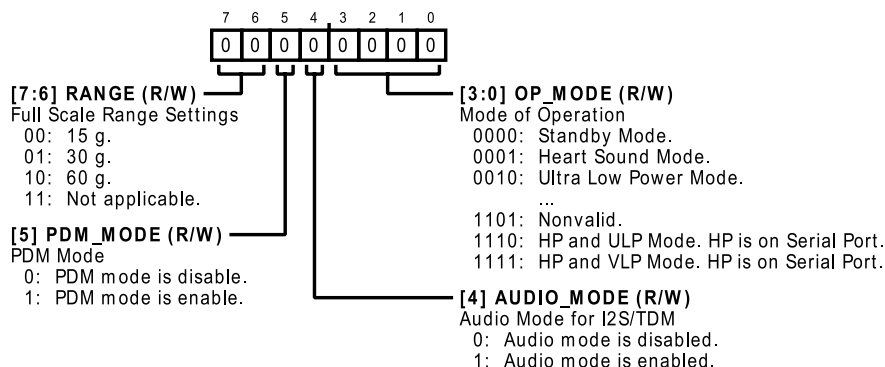 7 6 5 4 3 2 1 0
0 0 0 0 0 0 0 0
[7:6] RANGE (R/W)
Full Scale Range Settings
00: 15 g.
01: 30 g.
10: 60 g.
11: Not applicable.
[5] PDM_MODE (R/W)
PDM Mode
0: PDM mode is disable.
1: PDM mode is enable.
[3:0] OP_MODE (R/W)
Mode of Operation
0000: Standby Mode.
0001: Heart Sound Mode.
0010: Ultra Low Power Mode.
...
1101: Nonvalid.
1110: HP and ULP Mode. HP is on Serial Port.
1111: HP and VLP Mode. HP is on Serial Port.
[4] AUDIO_MODE (R/W)
Audio Mode for I2S/TDM
0: Audio mode is disabled.
1: Audio mode is enabled.